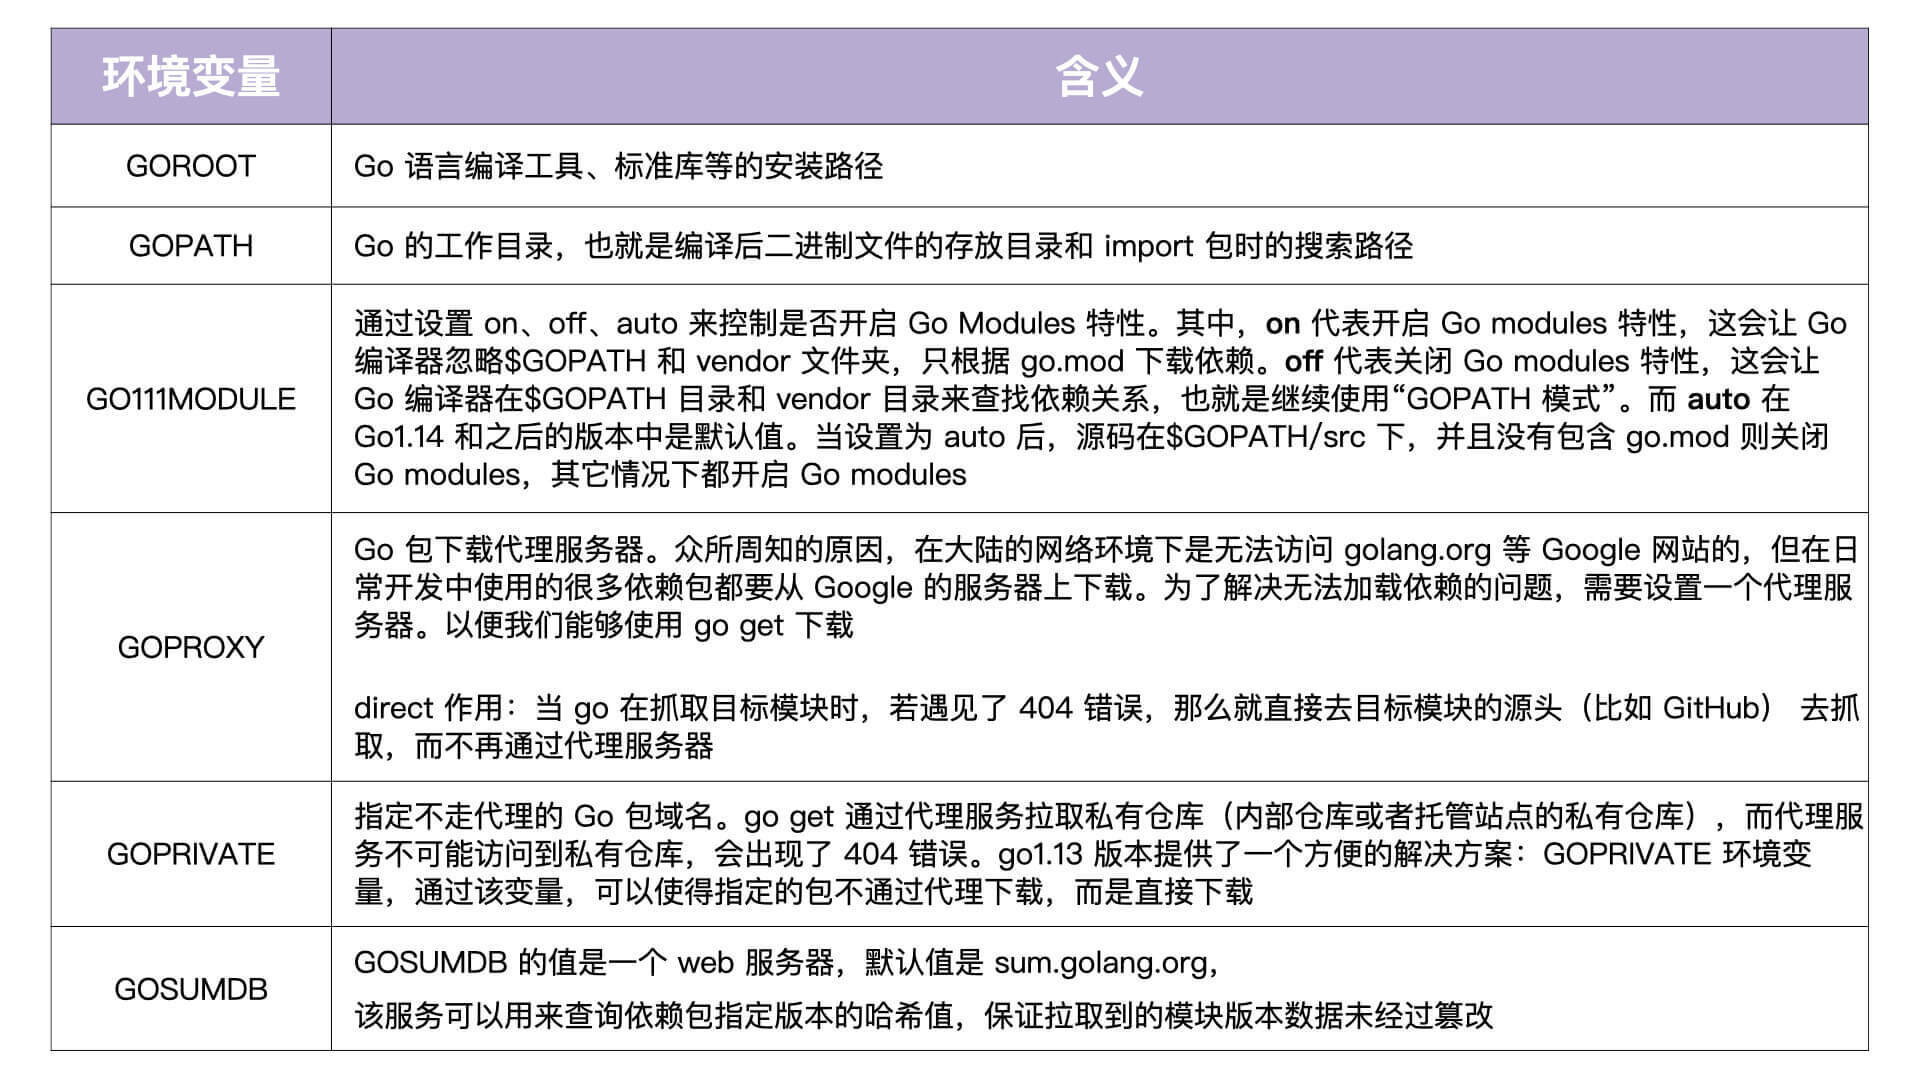 环境变量
含义
GOROOT
Go 语言编译工具、标准库等的安装路径
GOPATH
Go 的工作目录，也就是编译后二进制文件的存放目录和 import 包时的搜索路径
GO111MODULE
通过设置 on、off、auto 来控制是否开启 Go Modules 特性。其中，on 代表开启 Go modules 特性，这会让 Go
编译器忽略$GOPATH 和 vendor 文件夹，只根据 go.mod 下载依赖。off 代表关闭 Go modules 特性，这会让
Go 编译器在$GOPATH 目录和 vendor 目录来查找依赖关系，也就是继续使用“GOPATH 模式”。而 auto 在
Go1.14 和之后的版本中是默认值。当设置为 auto 后，源码在$GOPATH/src 下，并且没有包含 go.mod 则关闭
Go modules，其它情况下都开启 Go modules
GOPROXY
Go 包下载代理服务器。众所周知的原因，在大陆的网络环境下是无法访问 golang.org 等 Google 网站的，但在日
常开发中使用的很多依赖包都要从 Google 的服务器上下载。为了解决无法加载依赖的问题，需要设置一个代理服
务器。以便我们能够使用 go get 下载
direct 作用：当 go 在抓取目标模块时，若遇见了 404 错误，那么就直接去目标模块的源头（比如 GitHub） 去抓
取，而不再通过代理服务器
GOPRIVATE
指定不走代理的 Go 包域名。go get 通过代理服务拉取私有仓库（内部仓库或者托管站点的私有仓库），而代理服
务不可能访问到私有仓库，会出现了 404 错误。go1.13 版本提供了一个方便的解决方案：GOPRIVATE 环境变
量，通过该变量，可以使得指定的包不通过代理下载，而是直接下载
GOSUMDB
GOSUMDB 的值是一个 web 服务器，默认值是 sum.golang.org，
该服务可以用来查询依赖包指定版本的哈希值，保证拉取到的模块版本数据未经过篡改